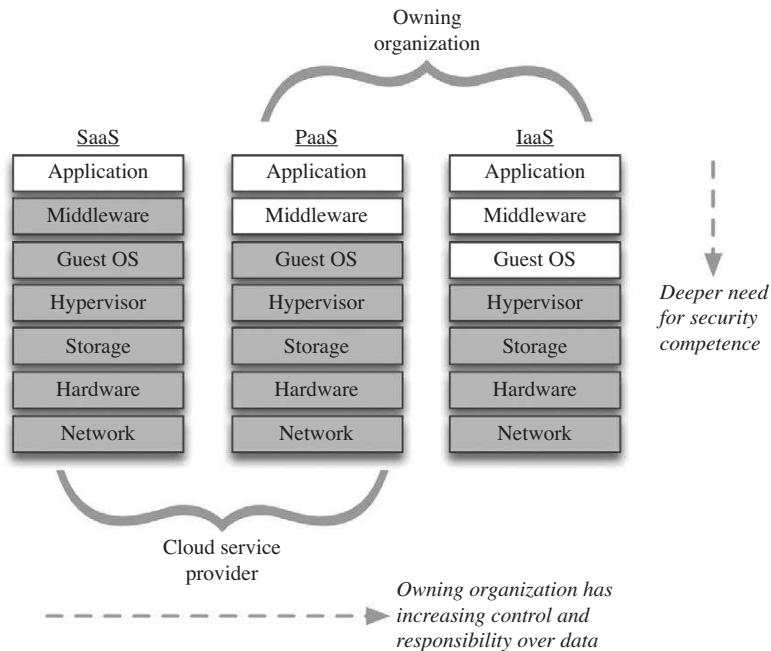 Owning
organization
SaaS
Application
Middleware
Guest OS
Hypervisor
Storage
Hardware
Network
PaaS
Application
Middleware
Guest OS
Hypervisor
Storage
Hardware
Network
IaaS
Application
Middleware
Guest OS
Hypervisor
Storage
Hardware
Network
Deeper need
for security
competence
Cloud service
provider
Owning organization has
increasing control and
responsibility over data